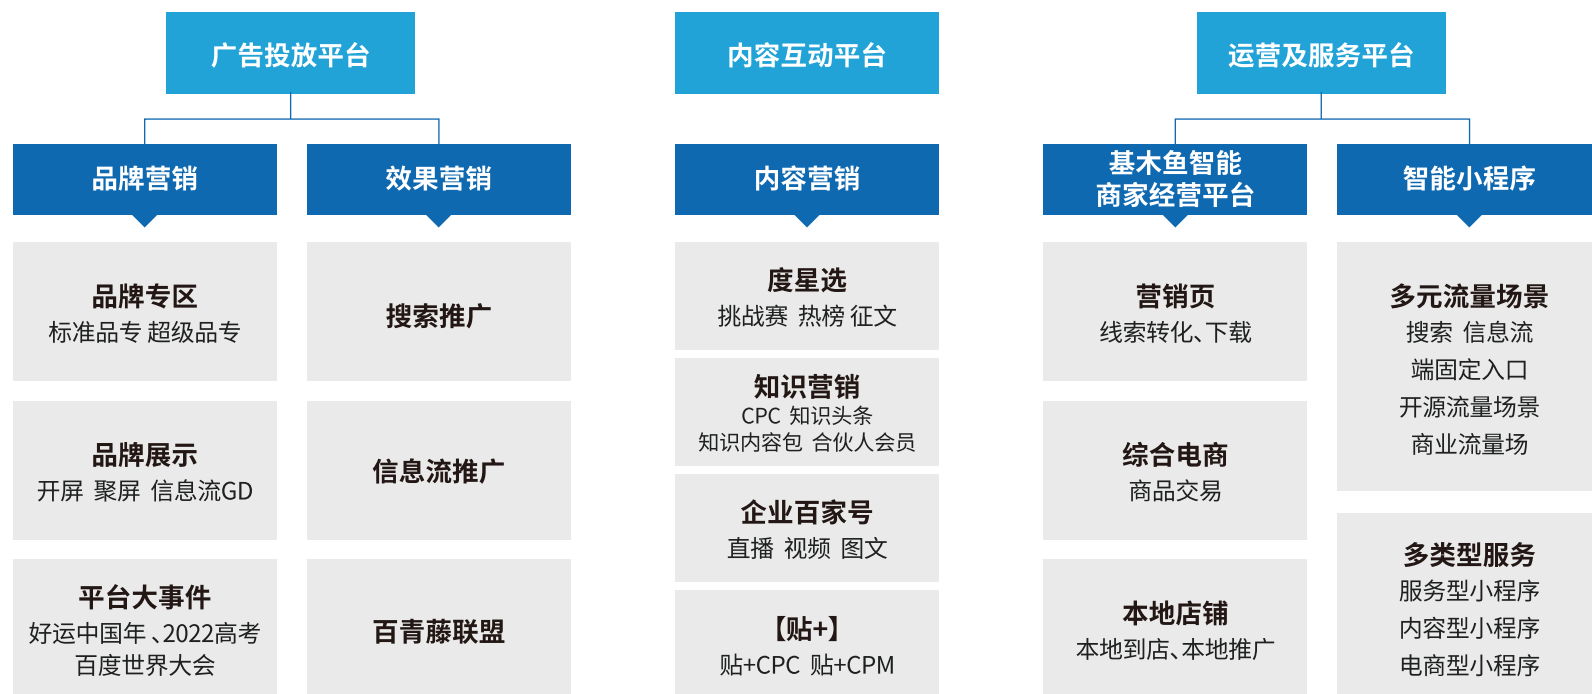 广告投放平台
品牌营销
品牌专区
标准品专 超级品专
品牌展示
开屏 聚屏 信息流GD
平台大事件
好运中国年、2022高考
百度世界大会
效果营销
搜索推广
信息流推广
百青藤联盟
内容互动平台
内容营销
度星选
挑战赛 热榜 征文
知识营销
CPC 知识头条
知识内容包 合伙人会员
企业百家号
直播 视频 图文
【贴+】
贴+CPC 贴+CPM
运营及服务平台
基木鱼智能
商家经营平台
营销页
线索转化、下载
综合电商
商品交易
本地店铺
本地到店、本地推广
智能小程序
多元流量场景
搜索 信息流
端固定入口
开源流量场景
商业流量场
多类型服务
服务型小程序
内容型小程序
电商型小程序